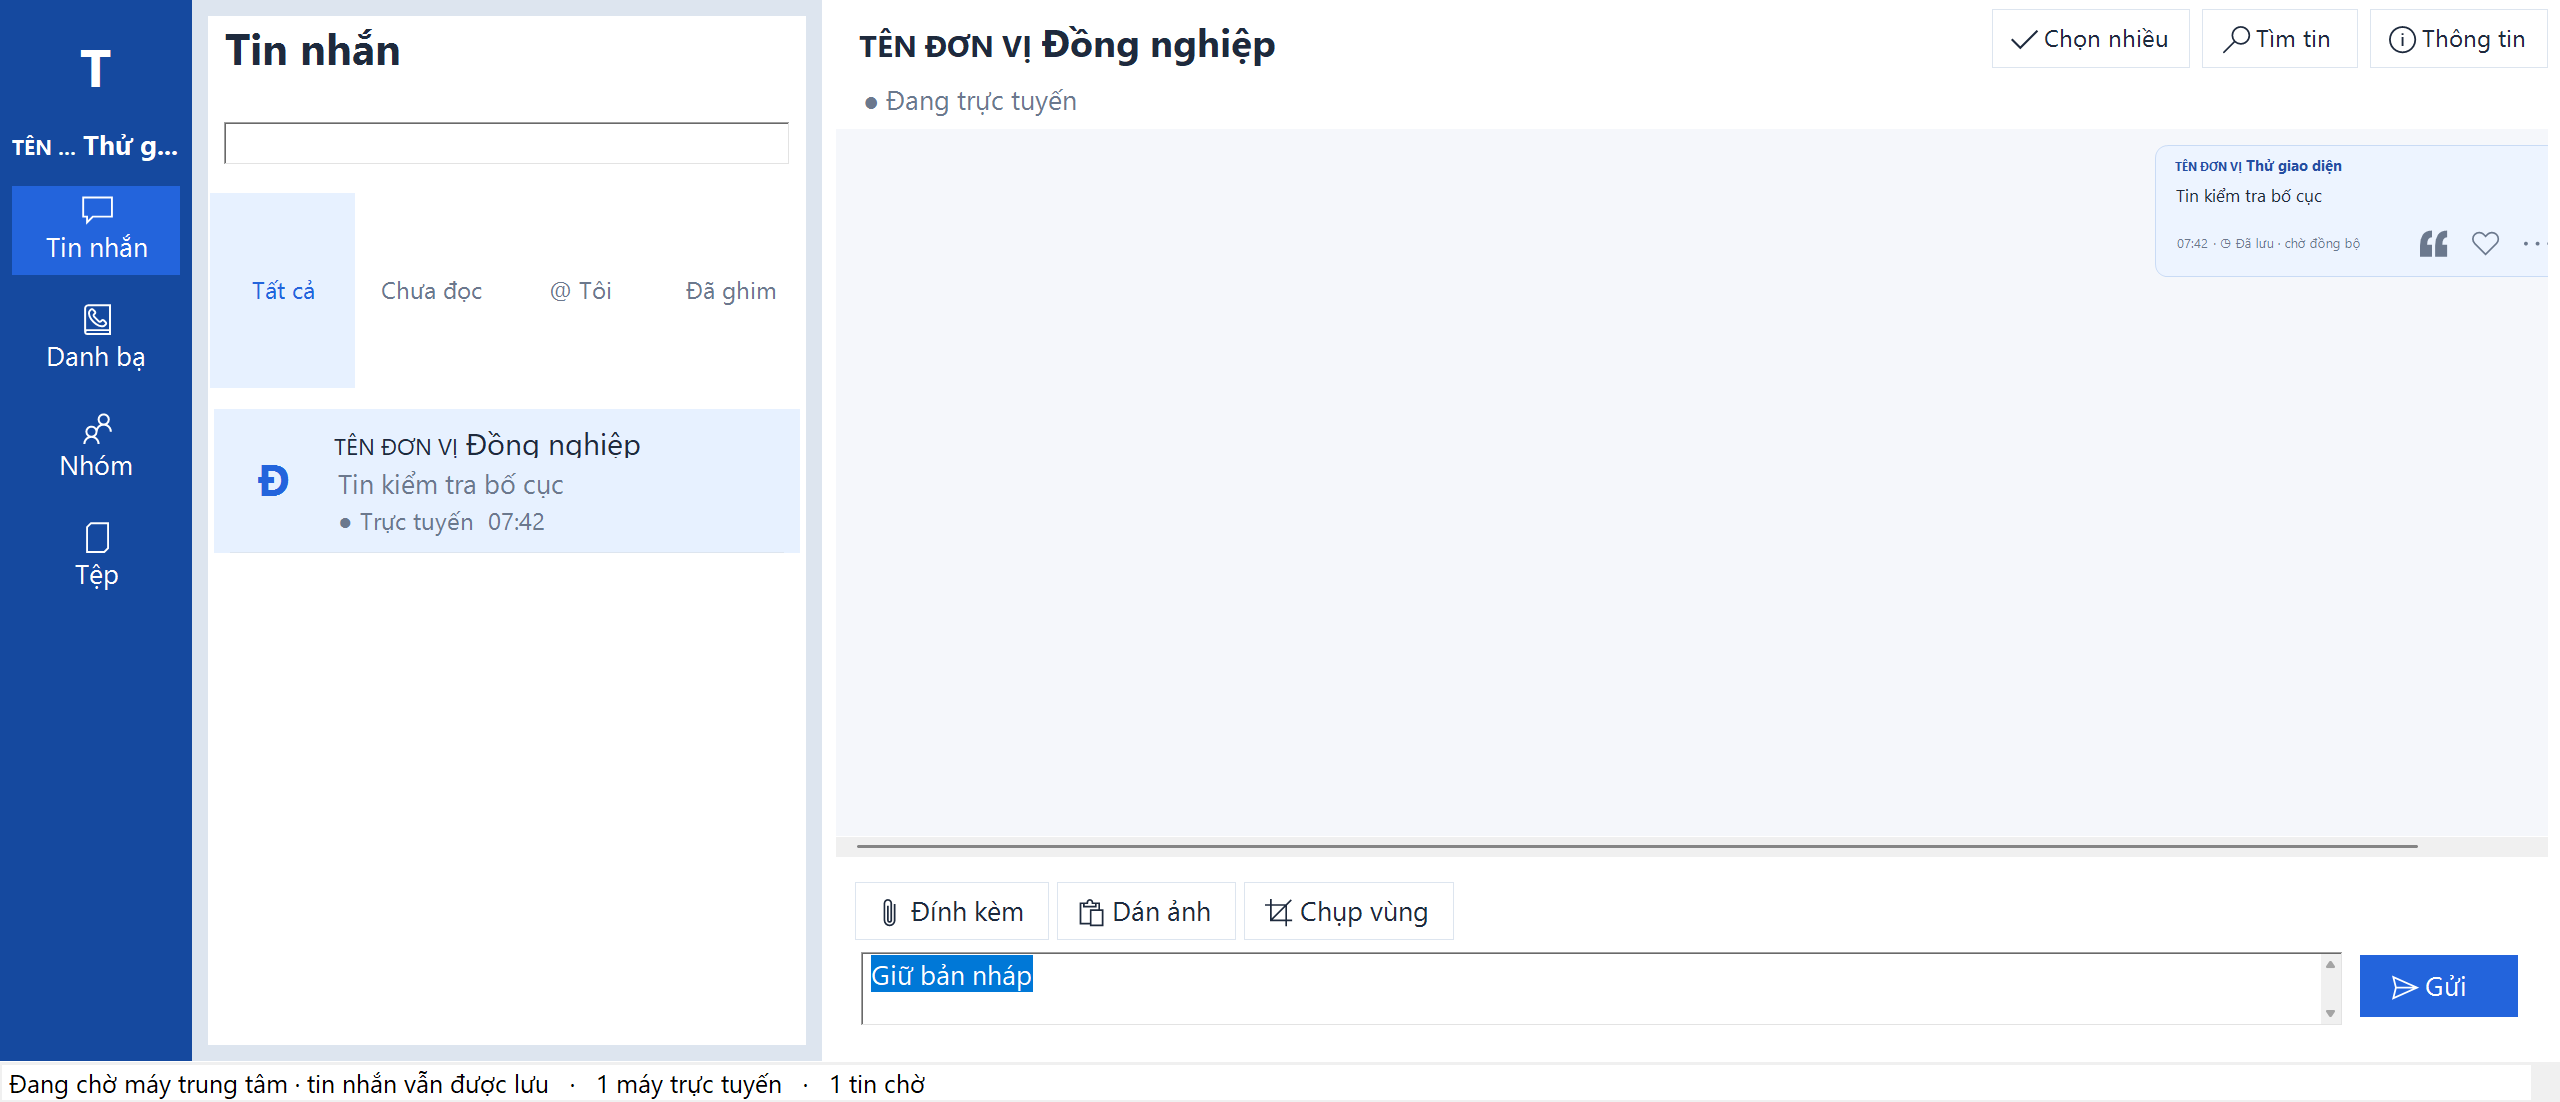 T
TÊN ... Thử g...
Tin nhắn
Danh bạ
Nhóm
Tệp
Tin nhắn
Tất cả
Chưa đọc
@ Tôi
Đã ghim
Đ
TÊN ĐƠN VỊ Đồng nghiệp
Tin kiểm tra bố cục
● Trực tuyến 07:42
TÊN ĐƠN VỊ Đồng nghiệp
● Đang trực tuyến
Chọn nhiều
Tìm tin
Thông tin
TÊN ĐƠN VỊ Thử giao diện
Tin kiểm tra bố cục
07:42 · ◷ Đã lưu · chờ đồng bộ
Đính kèm
Dán ảnh
Chụp vùng
Giữ bản nháp
Gửi
Đang chờ máy trung tâm · tin nhắn vẫn được lưu · 1 máy trực tuyến · 1 tin chờ